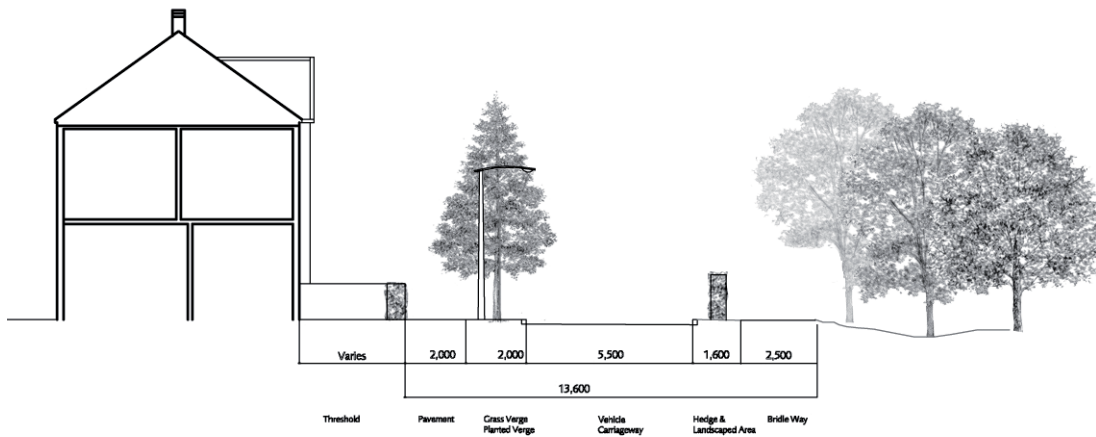 Varies 2,000 2,000 5,500 1,600 2,500
13,600
Threshold Pavement Grass Verge Vehicle Hedge & Bridle Way
Planted Verge Carriageway Landscaped Area